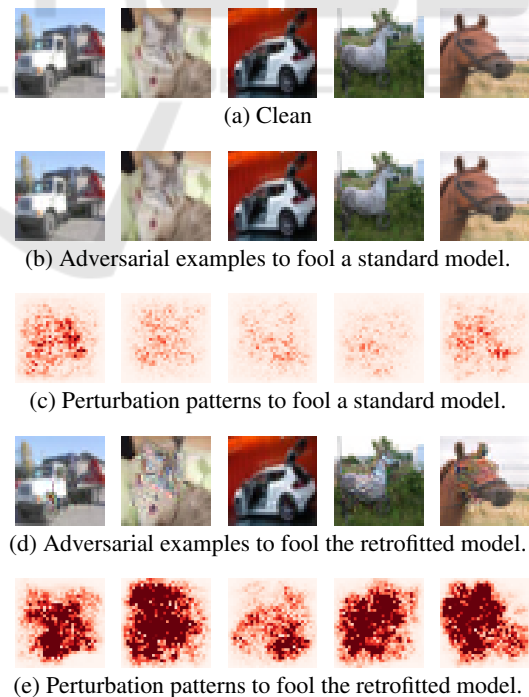 (a) Clean
(b) Adversarial examples to fool a standard model.
(c) Perturbation patterns to fool a standard model.
(d) Adversarial examples to fool the retrofitted model.
(e) Perturbation patterns to fool the retrofitted model.